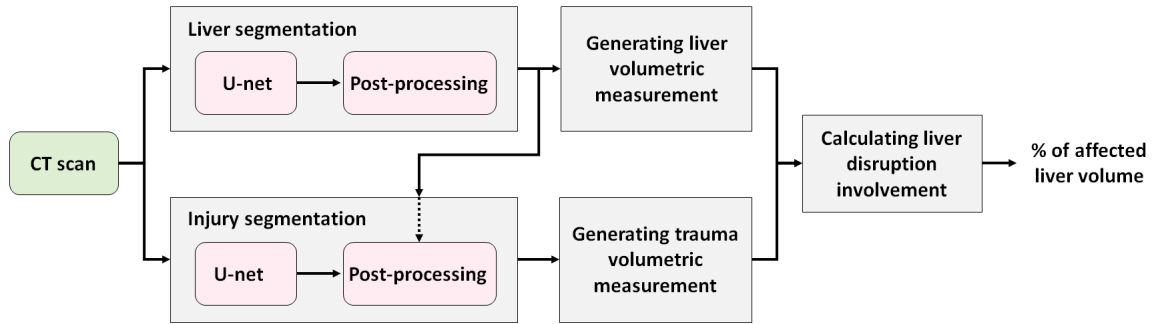 CT scan
Liver segmentation
U-net
Post-processing
Injury segmentation
U-net
Post-processing
Generating liver
volumetric
measurement
Generating trauma
volumetric
measurement
Calculating liver
disruption
involvement
% of affected
liver volume